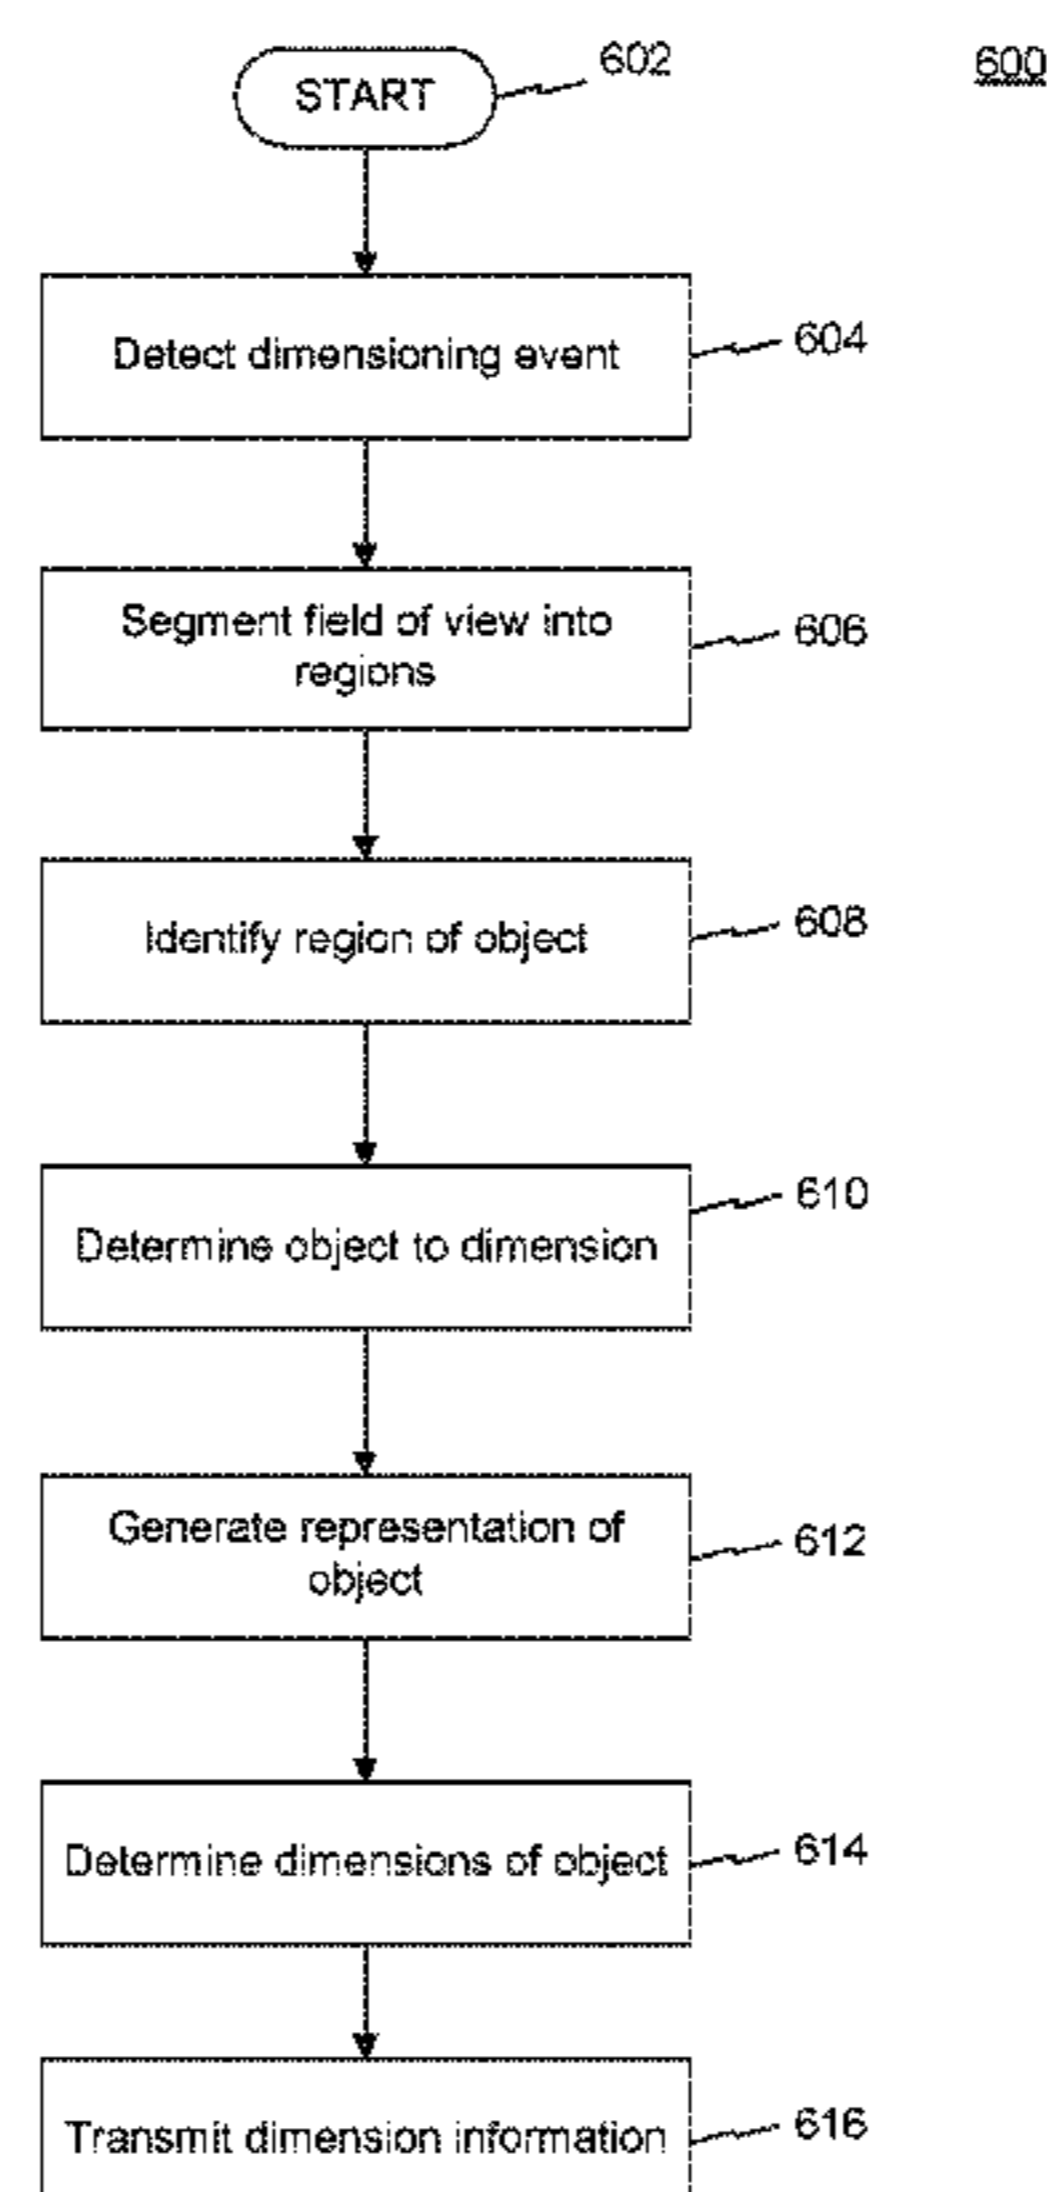 START
602
600
Detect dimensioning event
604
Segment field of view into
regions
606
Identify region of object
608
Determine object to dimension
610
Generate representation of
object
612
Determine dimensions of object
614
Transmit dimension information
616